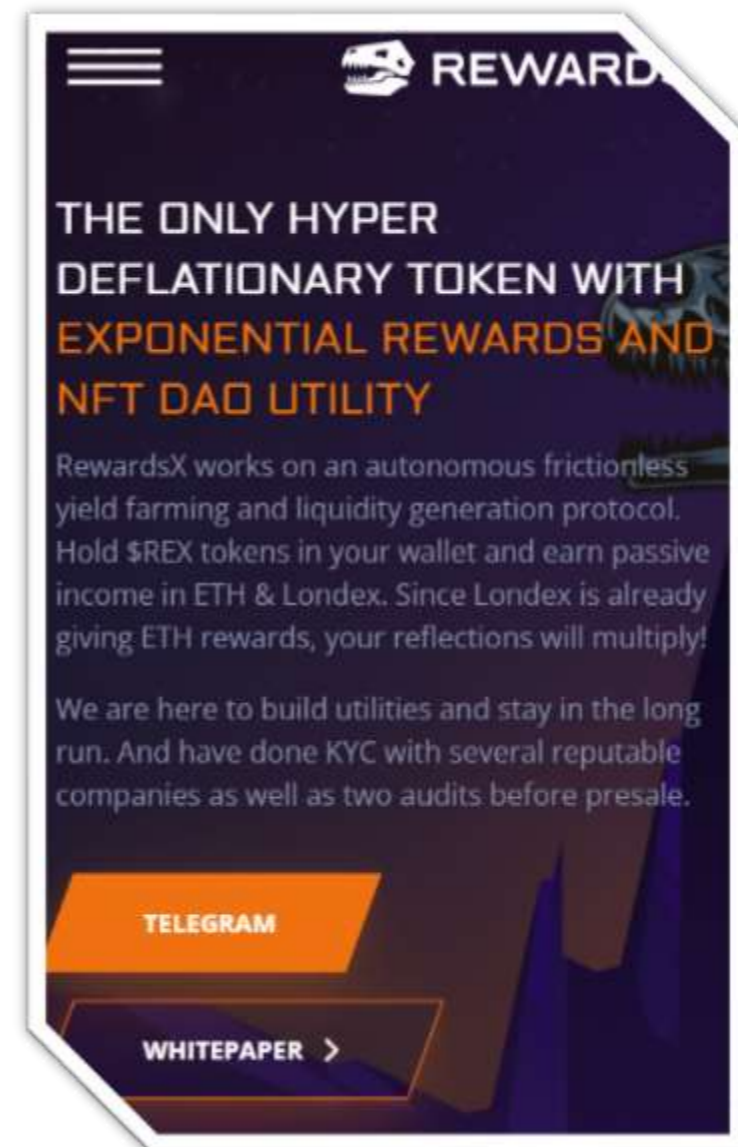 REWARDS
THE ONLY HYPER
DEFLATIONARY TOKEN WITH
EXPONENTIAL REWARDS AND
NFT DAO UTILITY
RewardsX works on an autonomous frictionless
yield farming and liquidity generation protocol.
Hold $REX tokens in your wallet and earn passive
income in ETH & Londex. Since Londex is already
giving ETH rewards, your reflections will multiply!
We are here to build utilities and stay in the long
run. And have done KYC with several reputable
companies as well as two audits before presale.
TELEGRAM
WHITEPAPER